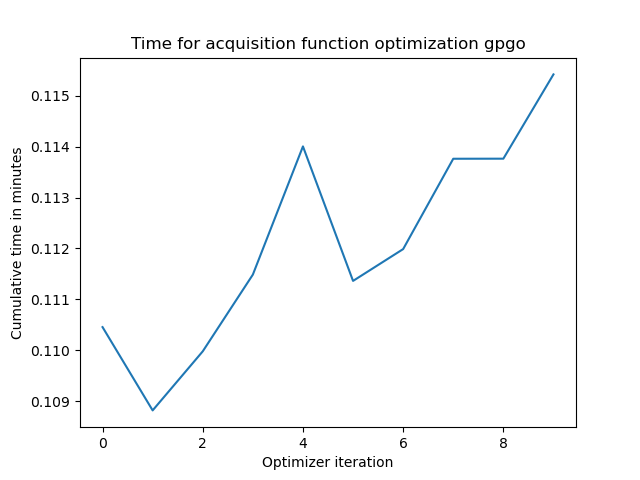 Time for acquisition function optimization gpgo
Cumulative time in minutes
0.115
0.114
0.113
0.112
0.111
0.110
0.109
0 2 4 6 8
Optimizer iteration